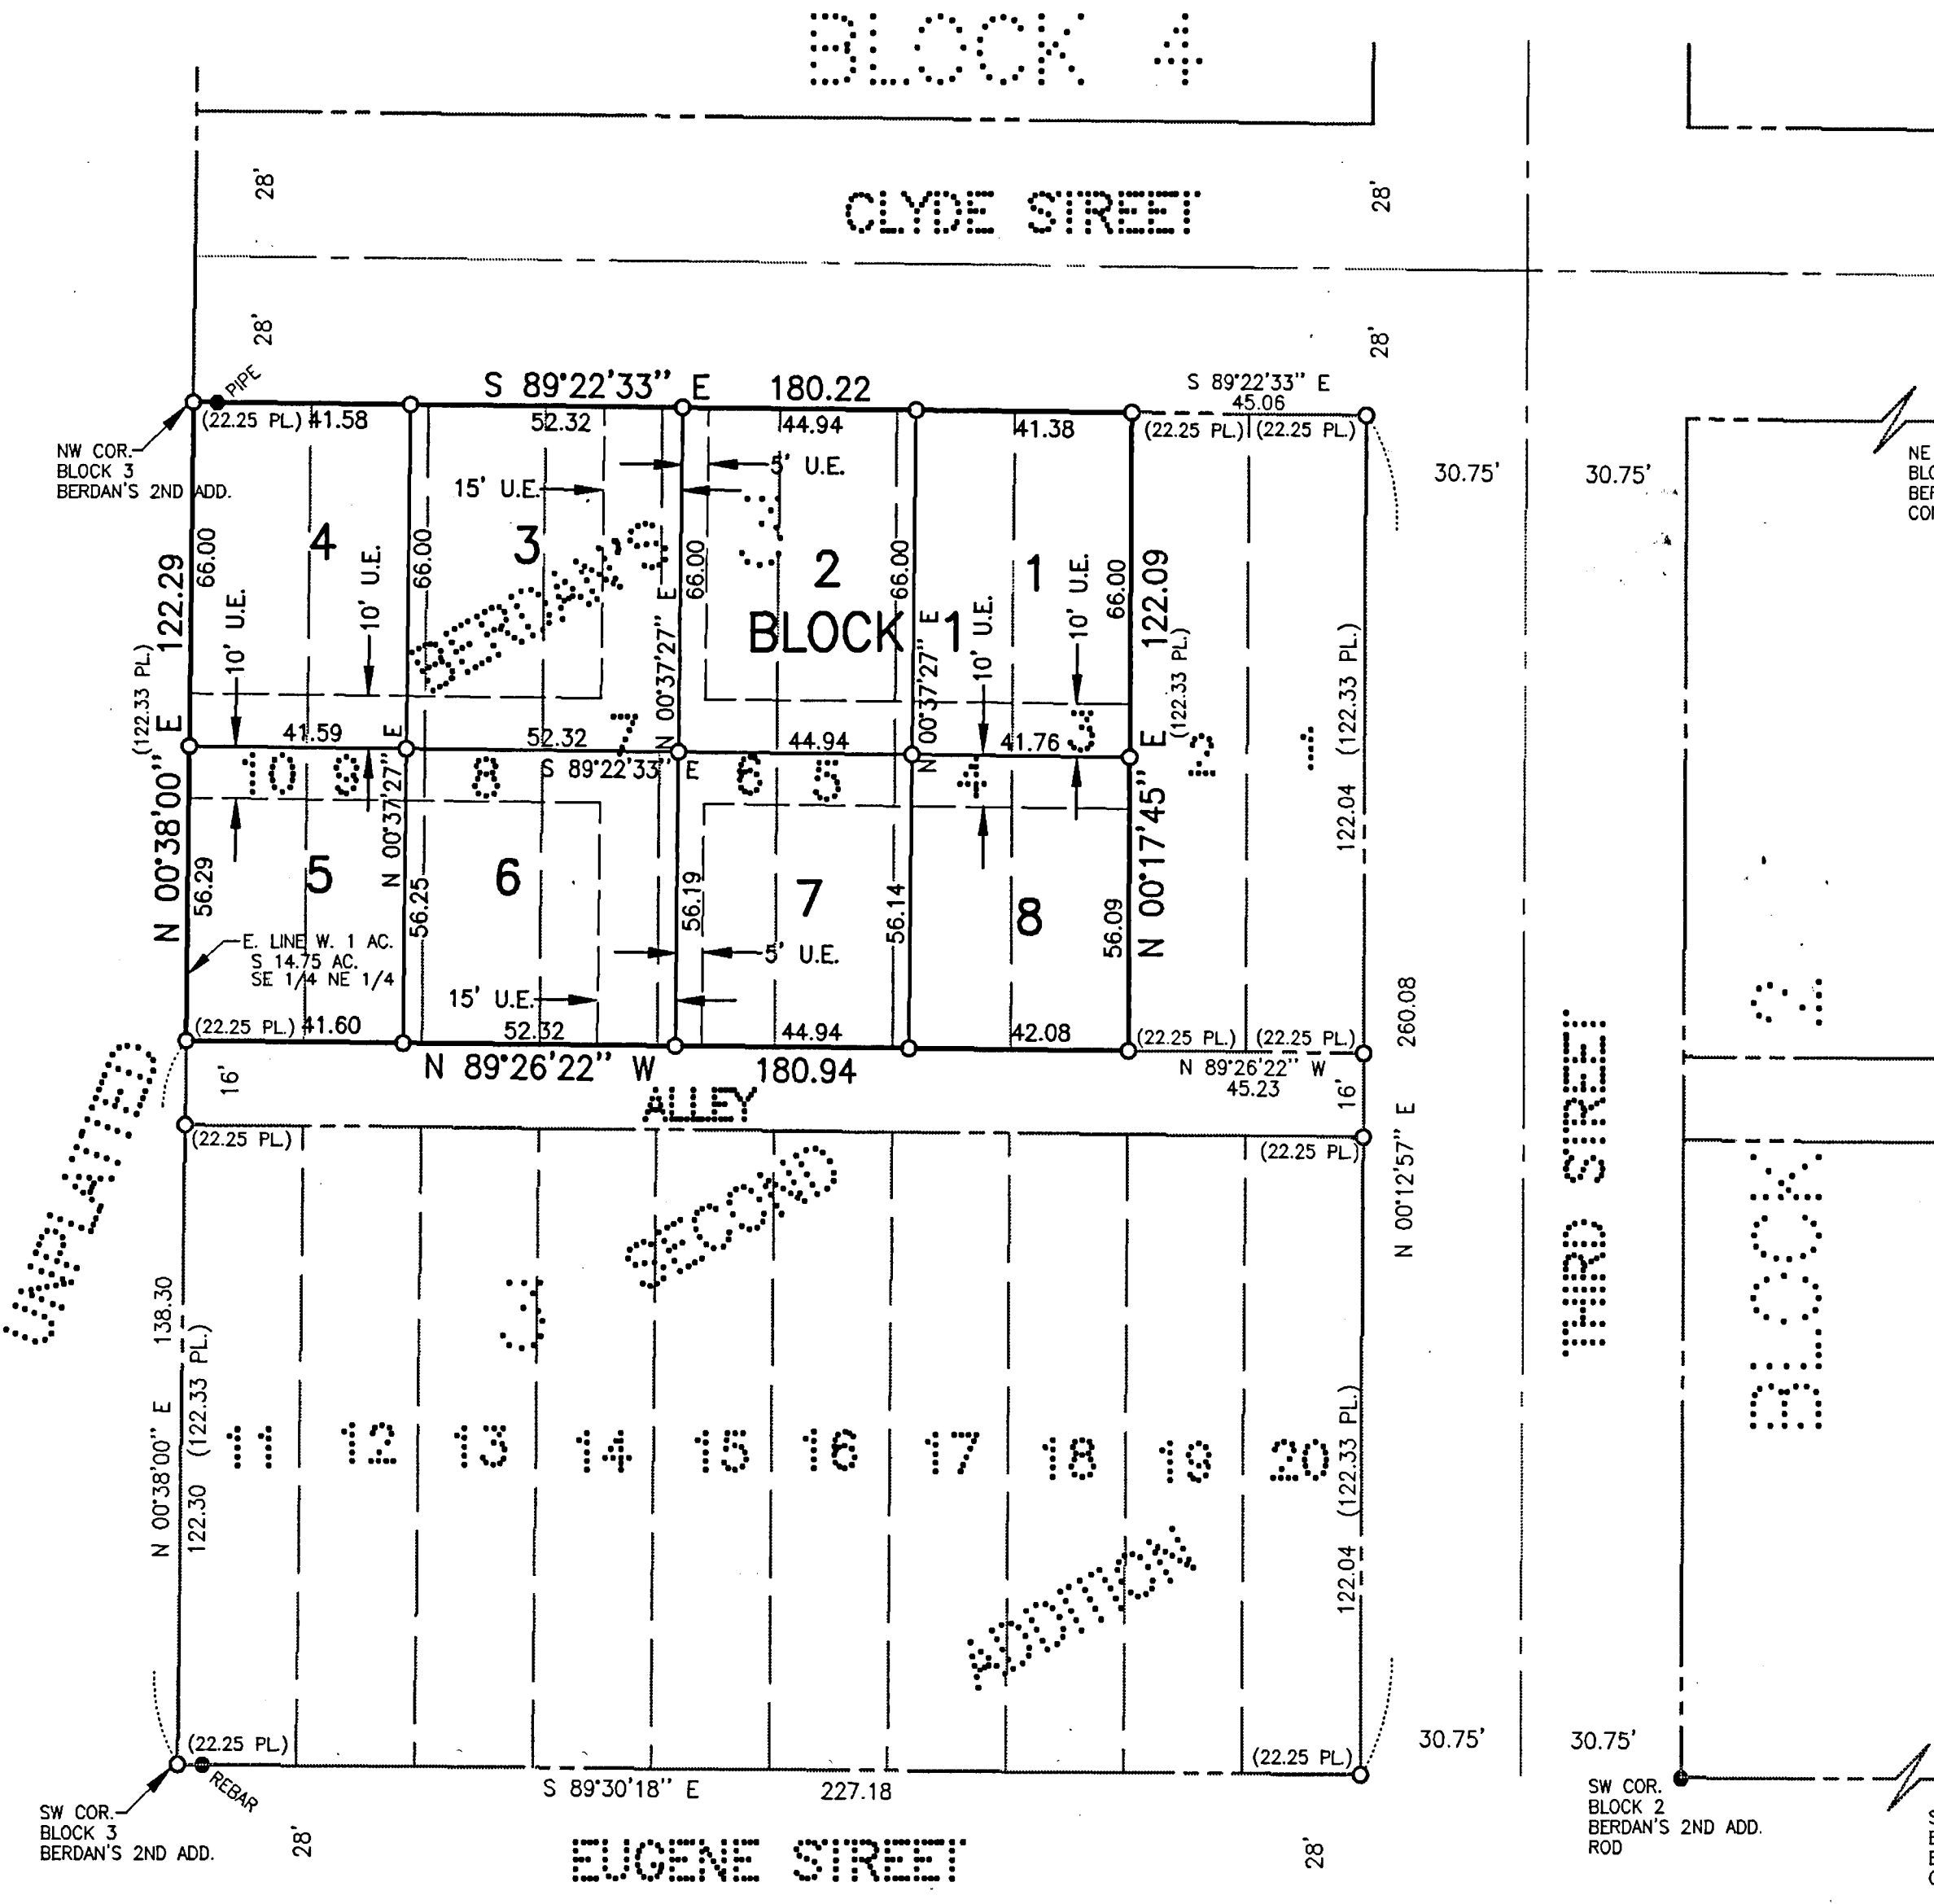 BLOCK 4
28'
28'
CLYDE STREET
28'
28'
PIPE
S 89°22'33" E 180.22
S 89°22'33" E
45.06
(22.25 PL.) 41.58
52.32
44.94
41.38
(22.25 PL.) (22.25 PL.)
NW COR.
BLOCK 3
BERDAN'S 2ND ADD.
30.75'
30.75'
NE
5' U.E.
15' U.E.
4
3
3
2
1
BLOCK 1
BERDAN'S
66.00
66.00
66.00
66.00
66.00
10' U.E.
10' U.E.
10' U.E.
10' U.E.
122.29
(122.33 PL.)
N 00°38'00" E
122.09
(122.33 PL.)
N 00°17'45" E
122.04 (122.33 PL.)
N 00°37'27" E
N 00°37'27" E
N 00°37'27" E
41.59
52.32
44.94
41.76
S 89°22'33" E
10
9
8
7
6
5
4
3
2
1
5
6
7
8
56.29
56.25
56.19
56.14
56.09
E. LINE W. 1 AC.
S 14.75 AC.
SE 1/4 NE 1/4
5' U.E.
15' U.E.
(22.25 PL.) 41.60
52.32
44.94
42.08
(22.25 PL.) (22.25 PL.)
N 89°26'22" W 180.94
N 89°26'22" W
45.23
260.08
N 00°12'57" E
16'
ALLEY
16'
UNPLATTED
(22.25 PL.)
(22.25 PL.)
SECOND
3
THIRD STREET
BLOCK 2
N 00°38'00" E 138.30
122.30 (122.33 PL.)
11
12
13
14
15
16
17
18
19
20
122.04 (122.33 PL.)
ADDITION
(22.25 PL.)
(22.25 PL.)
30.75'
30.75'
REBAR
S 89°30'18" E 227.18
SW COR.
BLOCK 3
BERDAN'S 2ND ADD.
SW COR.
BLOCK 2
BERDAN'S 2ND ADD.
ROD
28'
EUGENE STREET
28'